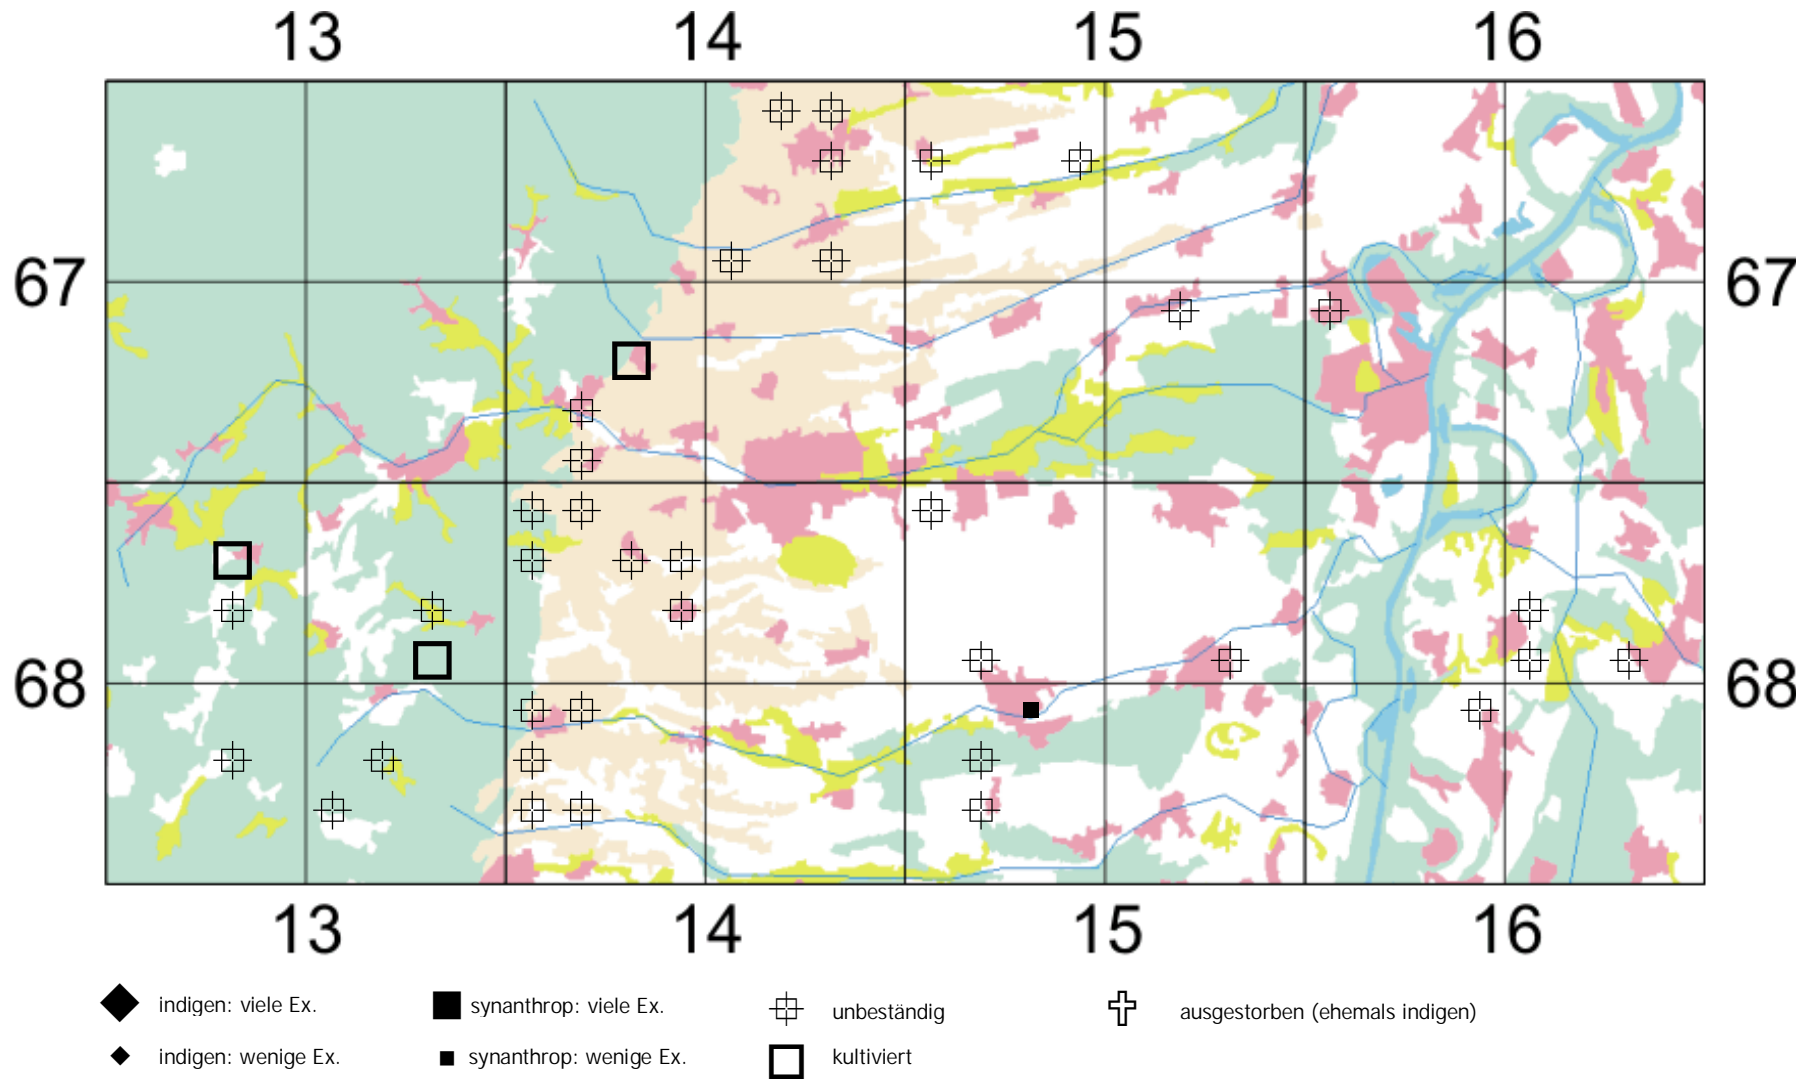 13 14 15 16
67 67
68 68
13 14 15 16
indigen: viele Ex. synanthrop: viele Ex. unbeständig ausgestorben (ehemals indigen)
indigen: wenige Ex. synanthrop: wenige Ex. kultiviert